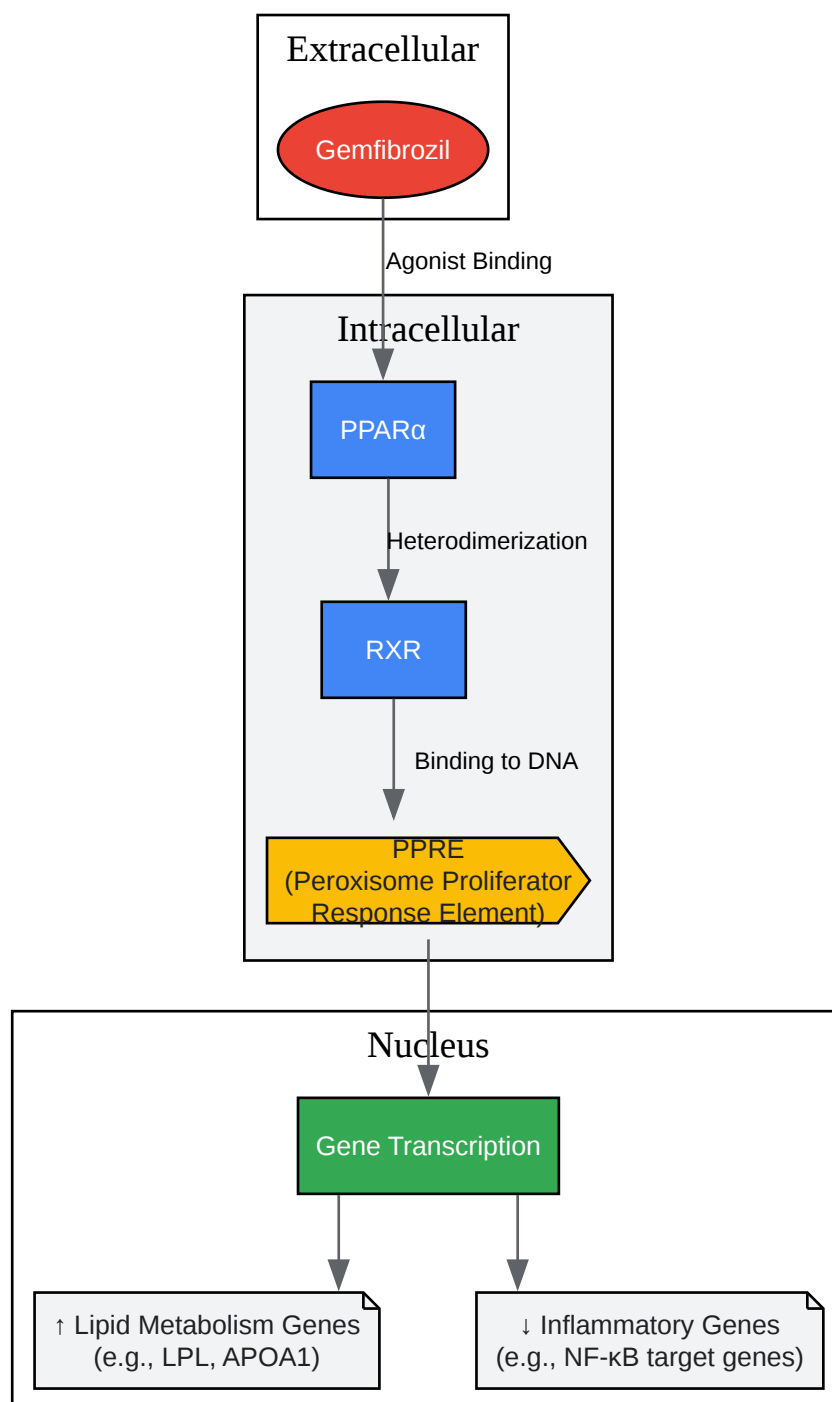 Extracellular
Gemfibrozil
Agonist Binding
Intracellular
PPARα
Heterodimerization
RXR
Binding to DNA
PPRE
(Peroxisome Proliferator
Response Element)
Nucleus
Gene Transcription
↑ Lipid Metabolism Genes
(e.g., LPL, APOA1)
↓ Inflammatory Genes
(e.g., NF-κB target genes)